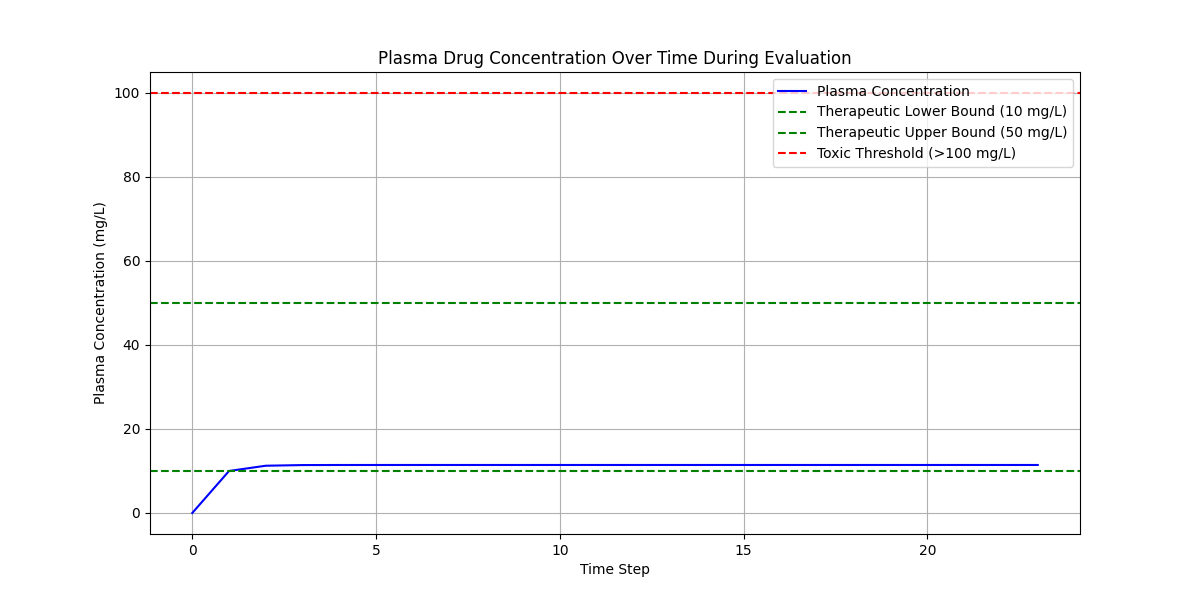 Plasma Drug Concentration Over Time During Evaluation
Plasma Concentration (mg/L)
100
80
60
40
20
0
Plasma Concentration
Therapeutic Lower Bound (10 mg/L)
Therapeutic Upper Bound (50 mg/L)
Toxic Threshold (>100 mg/L)
0 5 10 15 20
Time Step